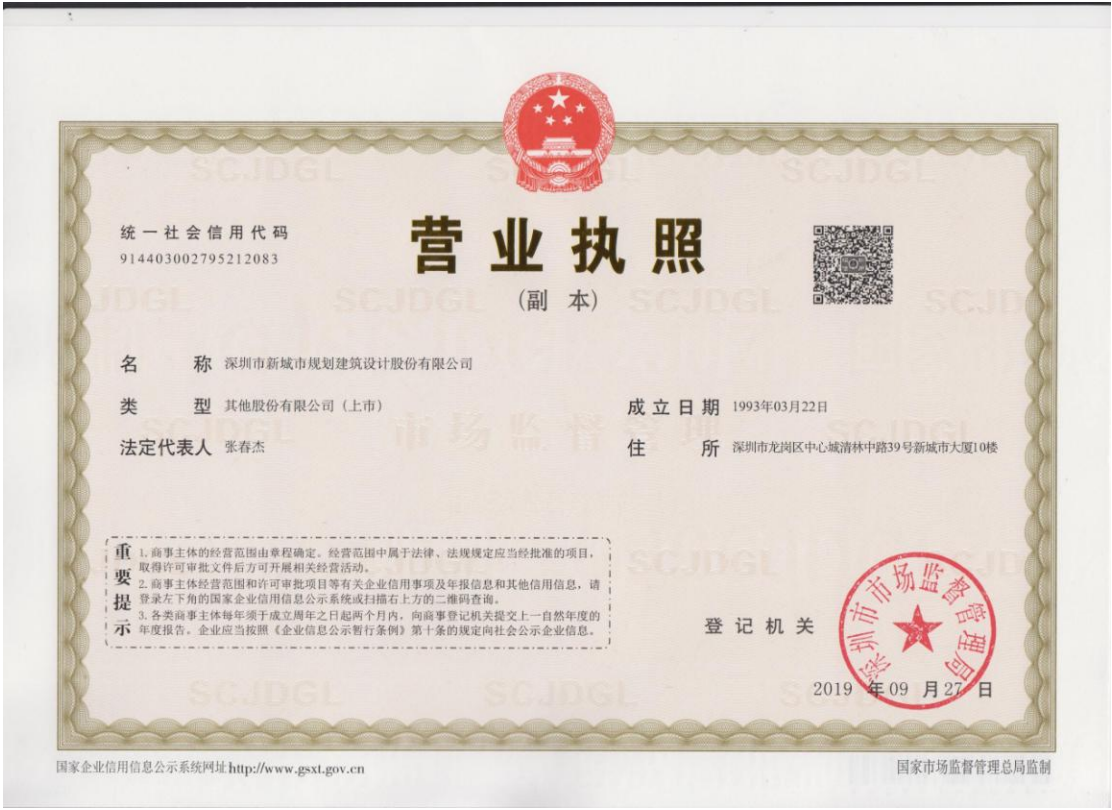 统一社会信用代码
914403002795212083
营业执照
(副 本)
名 称 深圳市新城市规划建筑设计股份有限公司
类 型 其他股份有限公司（上市）
成立日期 1993年03月22日
法定代表人 张春杰
住 所 深圳市龙岗区中心城清林中路39号新城市大厦10楼
重要提示
1. 商事主体的经营范围由章程确定。经营范围中属于法律、法规规定应当经批准的项目，
取得许可审批文件后方可开展相关经营活动。
2. 商事主体经营范围和许可审批项目等有关企业信用事项及年报信息和其他信用信息，请
登录左下角的国家企业信用信息公示系统或扫描右上方的二维码查询。
3. 各类商事主体每年须于成立周年之日起两个月内，向商事登记机关提交上一自然年度的
年度报告。企业应当按照《企业信息公示暂行条例》第十条的规定向社会公示企业信息。
登记机关
深圳市市场监督管理局
2019 年 09 月 27 日
国家企业信用信息公示系统网址http://www.gsxt.gov.cn
国家市场监督管理总局监制
SCJDGL
市场监督管理